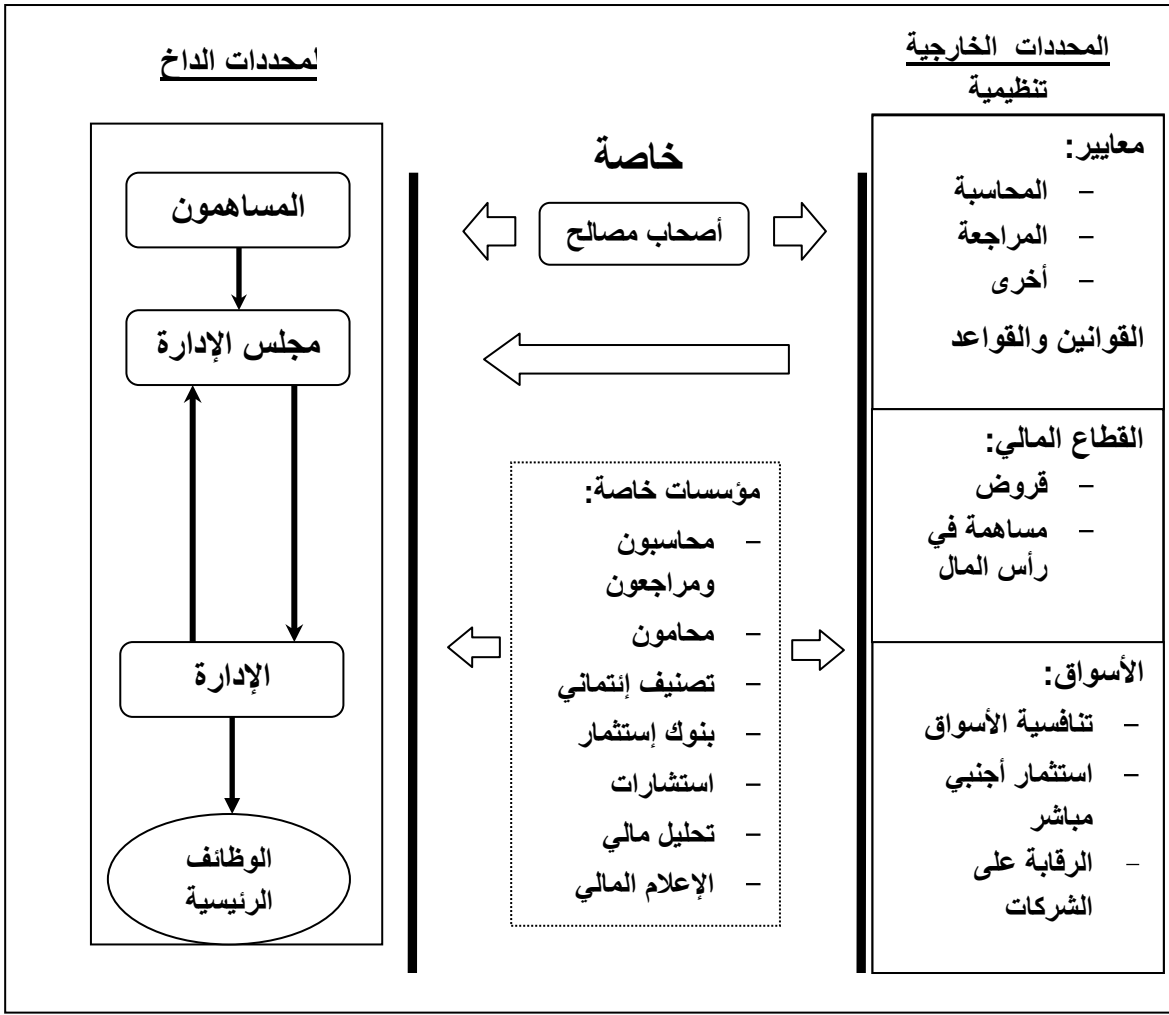 المحددات الخارجية
تنظيمية
معايير:
– المحاسبة
– المراجعة
– أخرى
القوانين والقواعد
القطاع المالي:
– قروض
– مساهمة في
رأس المال
الأسواق:
– تنافسية الأسواق
– استثمار أجنبي
مباشر
– الرقابة على
الشركات
خاصة
أصحاب مصالح
مؤسسات خاصة:
– محاسبون
ومراجعون
– محامون
– تصنيف إئتماني
– بنوك إستثمار
– استشارات
– تحليل مالي
– الإعلام المالي
لمحددات الداخ
المساهمون
مجلس الإدارة
الإدارة
الوظائف
الرئيسية